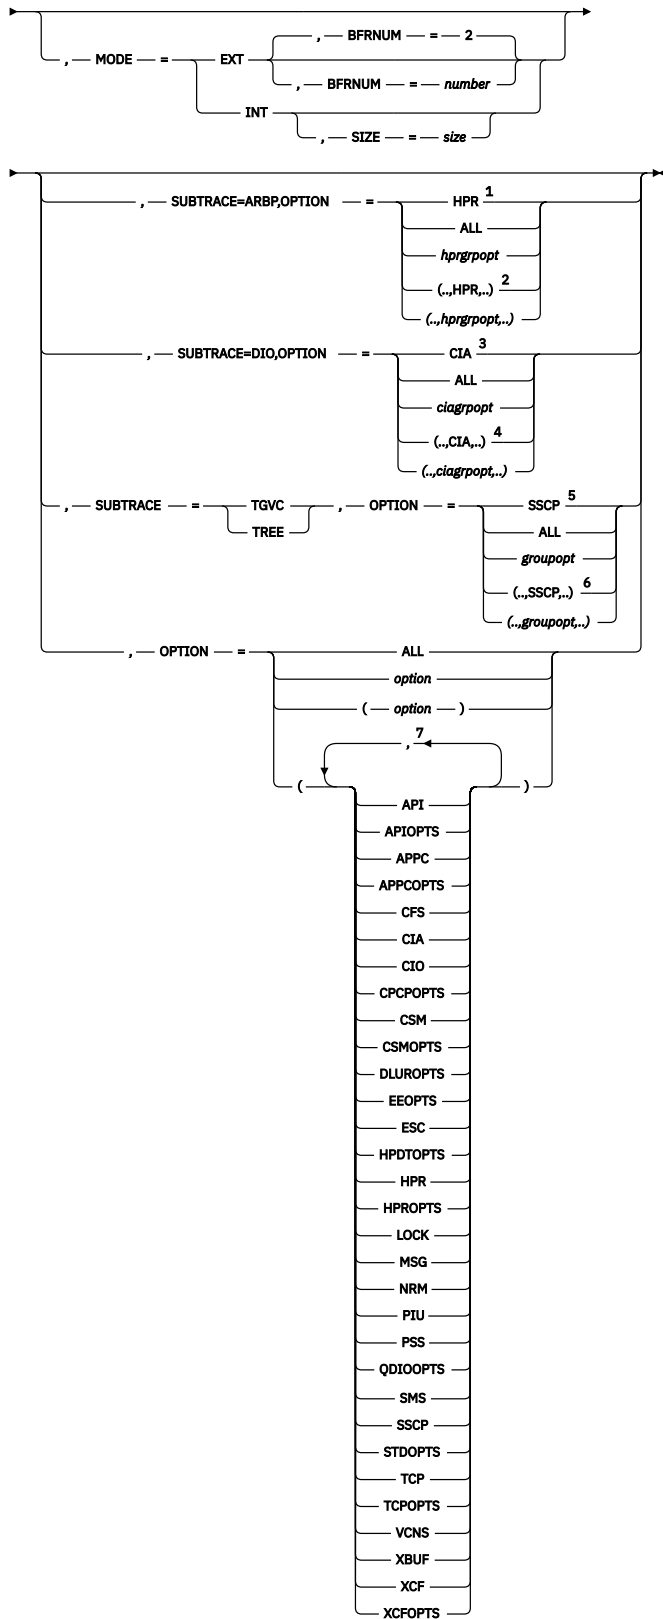 , BFRNUM = 2
, MODE = EXT
, BFRNUM = number
INT
, SIZE = size
, SUBTRACE=ARBP,OPTION = HPR 1
ALL
hprgrpopt
(..,HPR,..) 2
(..,hprgrpopt,..)
, SUBTRACE=DIO,OPTION = CIA 3
ALL
ciagrpopt
(..,CIA,..) 4
(..,ciagrpopt,..)
, SUBTRACE = TGVC , OPTION = SSCP 5
TREE
ALL
groupopt
(..,SSCP,..) 6
(..,groupopt,..)
, OPTION = ALL
option
( option )
, 7
( )
API
APIOPTS
APPC
APPCOPTS
CFS
CIA
CIO
CPCPOPTS
CSM
CSMOPTS
DLUROPTS
EEOPTS
ESC
HPDTOPTS
HPR
HPROPTS
LOCK
MSG
NRM
PIU
PSS
QDIOOPTS
SMS
SSCP
STDOPTS
TCP
TCPOPTS
VCNS
XBUF
XCF
XCFOPTS